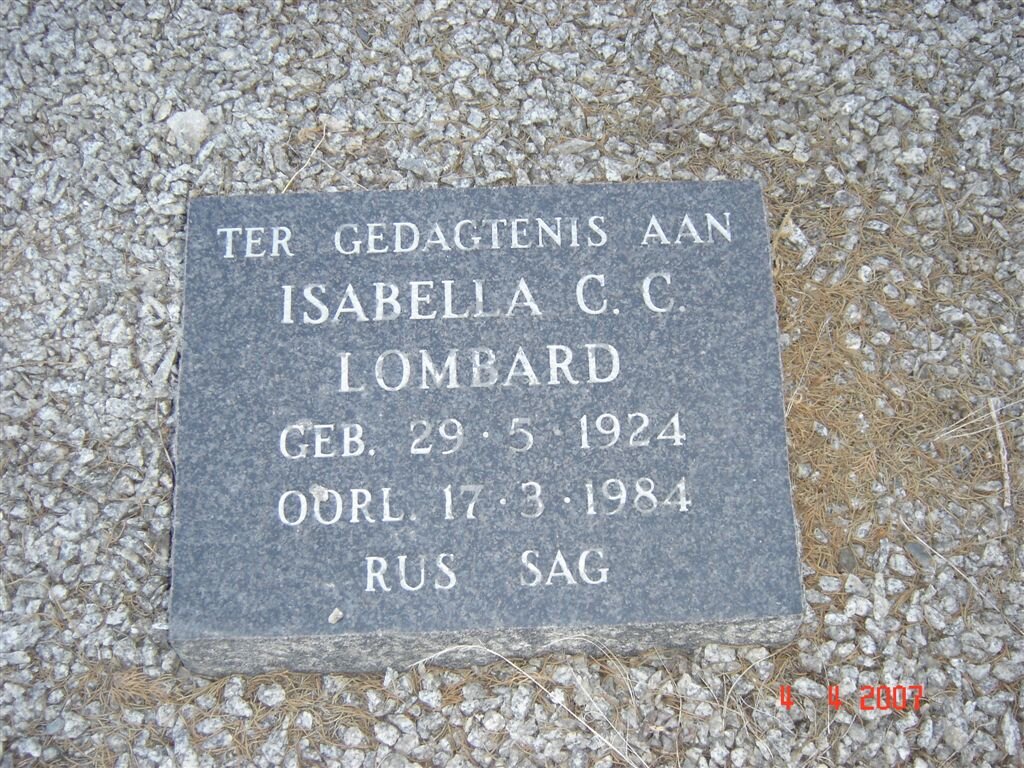 TER GEDAGTENIS AAN
ISABELLA C. C.
LOMBARD
GEB. 29·5·1924
OORL. 17·3·1984
RUS SAG
4 4 2007